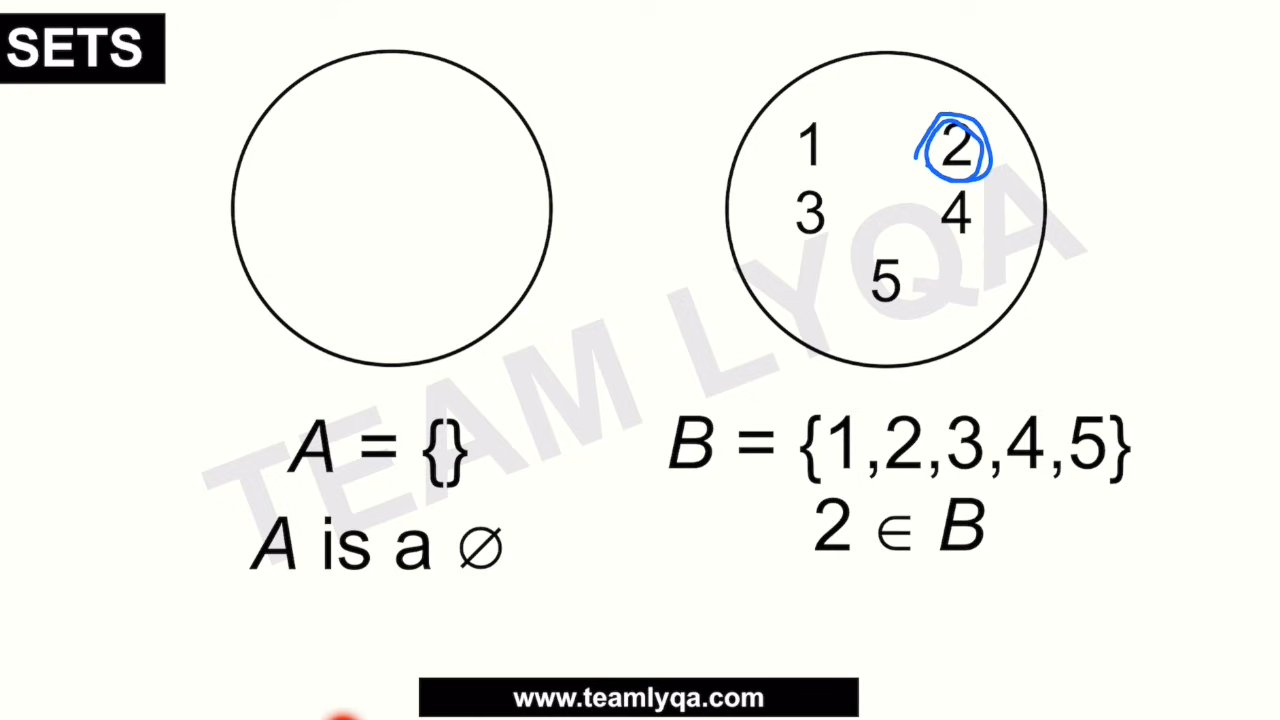 SETS
1 2
3 4
5
TEAM LYQA
A = {}
B = {1,2,3,4,5}
A is a ∅
2 ∈ B
www.teamlyqa.com